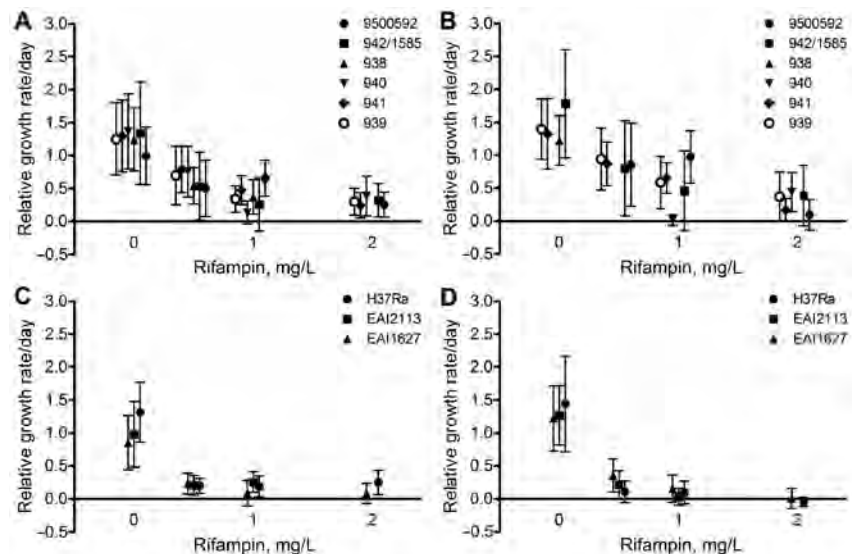 A
3.0
2.5
2.0
1.5
1.0
0.5
0.0
−0.5
Relative growth rate/day
0 1 2
Rifampin, mg/L
9500592
942/1585
938
940
941
939
B
3.0
2.5
2.0
1.5
1.0
0.5
0.0
−0.5
Relative growth rate/day
0 1 2
Rifampin, mg/L
9500592
942/1585
938
940
941
939
C
3.0
2.5
2.0
1.5
1.0
0.5
0.0
−0.5
Relative growth rate/day
0 1 2
Rifampin, mg/L
H37Ra
EAI2113
EAI1627
D
3.0
2.5
2.0
1.5
1.0
0.5
0.0
−0.5
Relative growth rate/day
0 1 2
Rifampin, mg/L
H37Ra
EAI2113
EAI1627